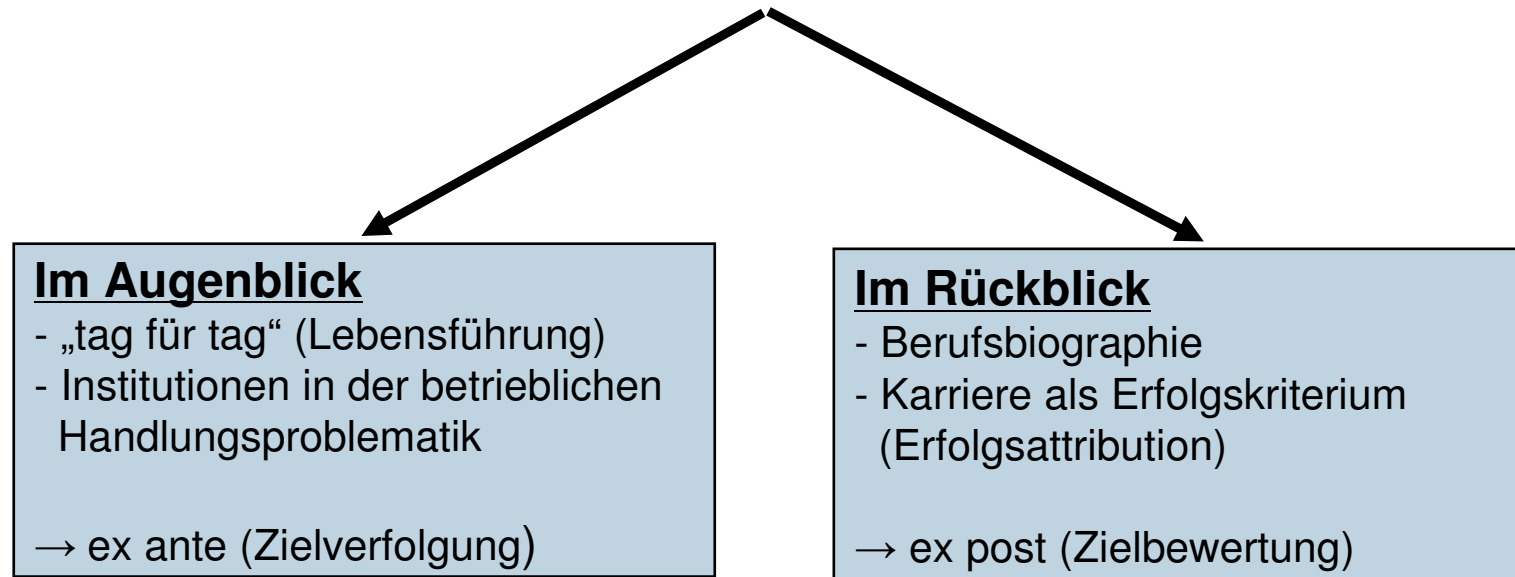 Im Augenblick
- „tag für tag“ (Lebensführung)
- Institutionen in der betrieblichen
Handlungsproblematik
→ ex ante (Zielverfolgung)
Im Rückblick
- Berufsbiographie
- Karriere als Erfolgskriterium
(Erfolgsattribution)
→ ex post (Zielbewertung)